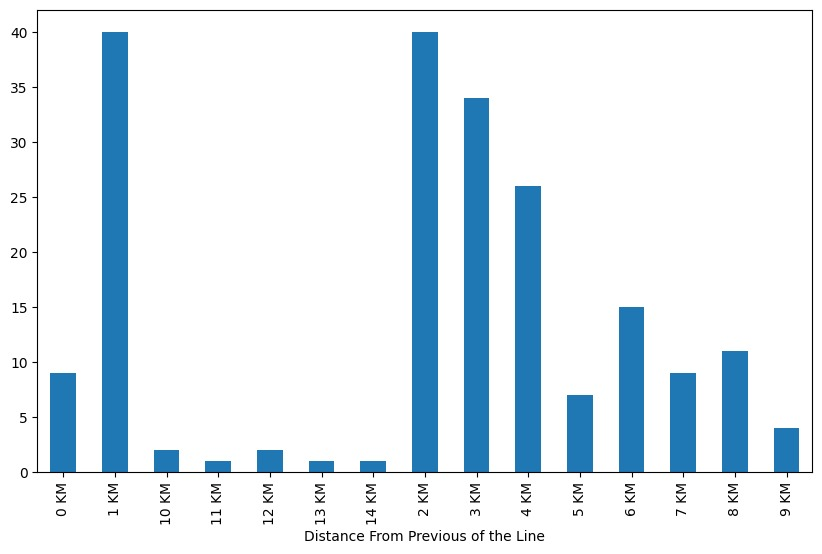 40
35
30
25
20
15
10
5
0
0 KM
1 KM
10 KM
11 KM
12 KM
13 KM
14 KM
2 KM
3 KM
4 KM
5 KM
6 KM
7 KM
8 KM
9 KM
Distance From Previous of the Line